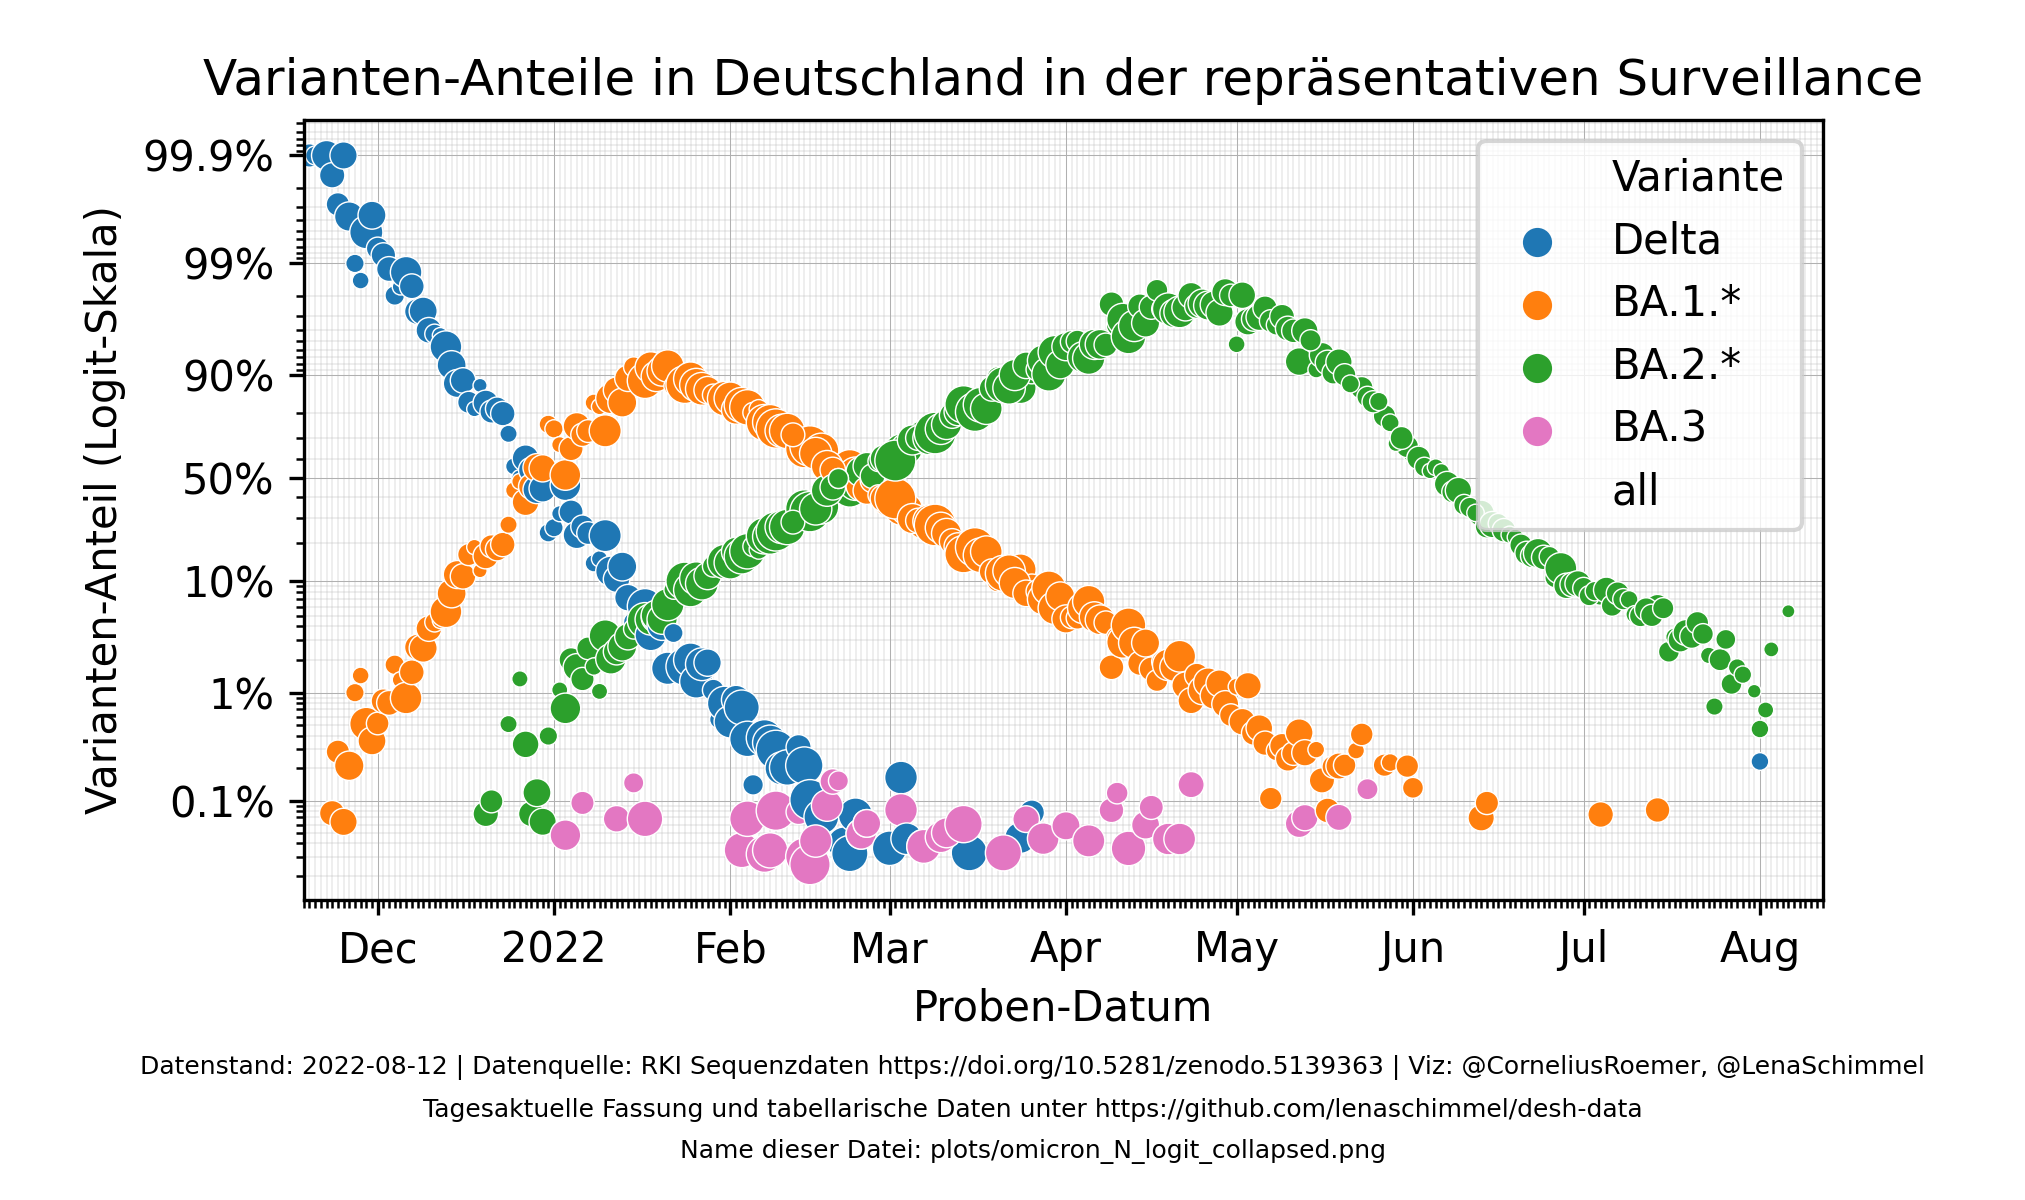 Varianten-Anteile in Deutschland in der repräsentativen Surveillance
Varianten-Anteil (Logit-Skala)
99.9%
99%
90%
50%
10%
1%
0.1%
Variante
Delta
BA.1.*
BA.2.*
BA.3
all
Dec 2022 Feb Mar Apr May Jun Jul Aug
Proben-Datum
Datenstand: 2022-08-12 | Datenquelle: RKI Sequenzdaten https://doi.org/10.5281/zenodo.5139363 | Viz: @CorneliusRoemer, @LenaSchimmel
Tagesaktuelle Fassung und tabellarische Daten unter https://github.com/lenaschimmel/desh-data
Name dieser Datei: plots/omicron_N_logit_collapsed.png